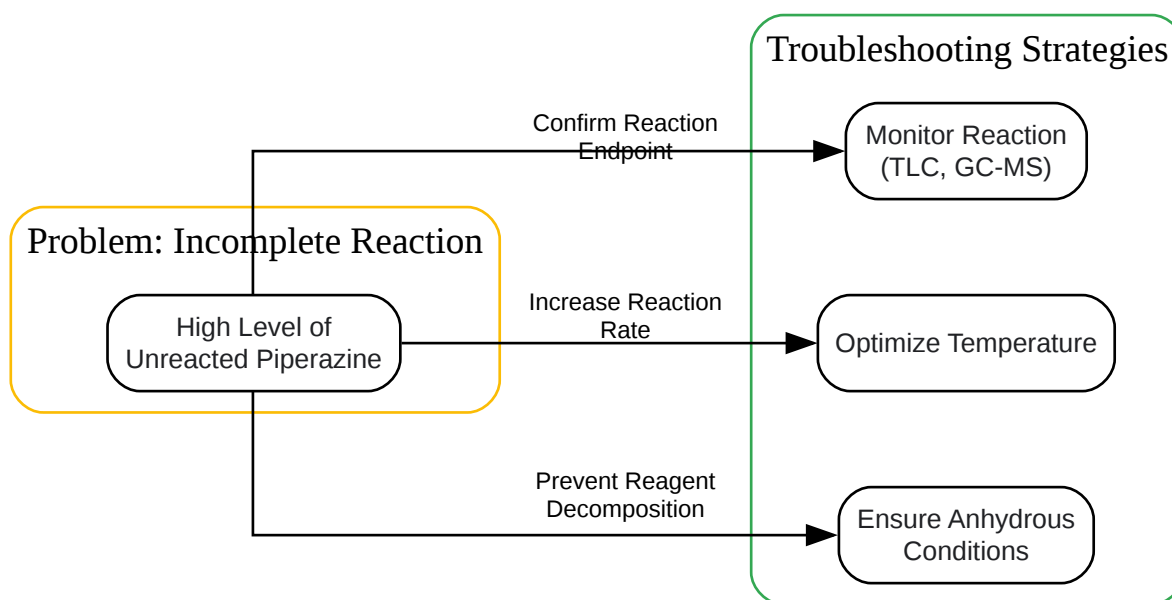 Troubleshooting Strategies
Confirm Reaction
Endpoint
Monitor Reaction
(TLC, GC-MS)
Problem: Incomplete Reaction
High Level of
Unreacted Piperazine
Increase Reaction
Rate
Optimize Temperature
Prevent Reagent
Decomposition
Ensure Anhydrous
Conditions